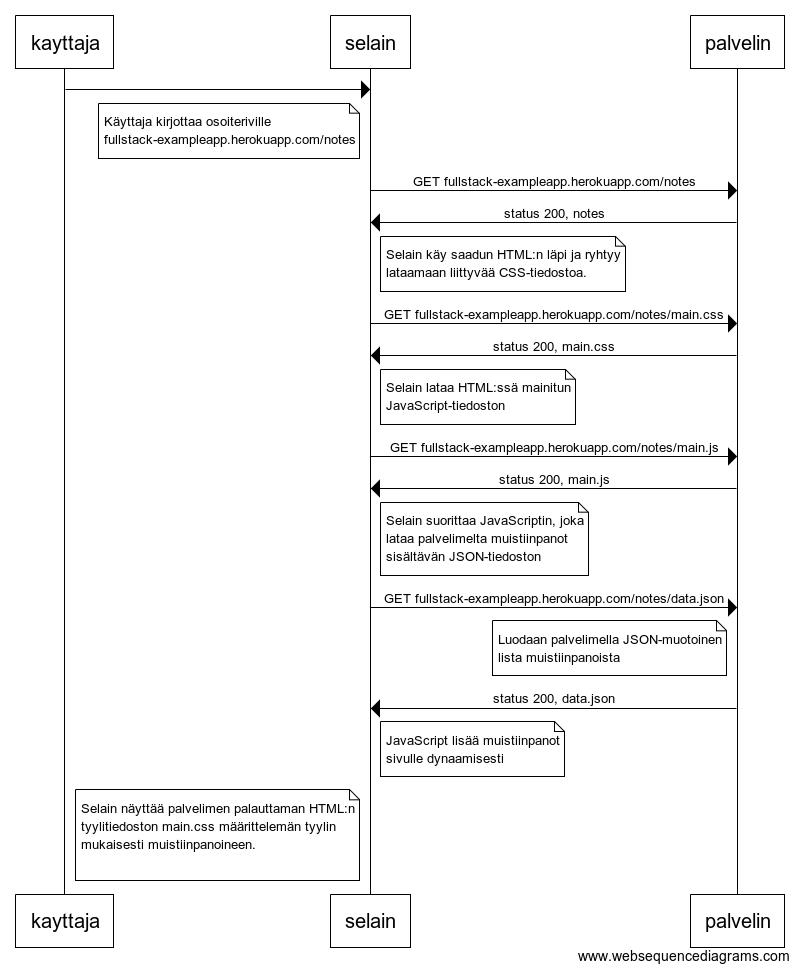 kayttaja
selain
palvelin
Käyttaja kirjottaa osoiteriville
fullstack-exampleapp.herokuapp.com/notes
GET fullstack-exampleapp.herokuapp.com/notes
status 200, notes
Selain käy saadun HTML:n läpi ja ryhtyy
lataamaan liittyvää CSS-tiedostoa.
GET fullstack-exampleapp.herokuapp.com/notes/main.css
status 200, main.css
Selain lataa HTML:ssä mainitun
JavaScript-tiedoston
GET fullstack-exampleapp.herokuapp.com/notes/main.js
status 200, main.js
Selain suorittaa JavaScriptin, joka
lataa palvelimelta muistiinpanot
sisältävän JSON-tiedoston
GET fullstack-exampleapp.herokuapp.com/notes/data.json
Luodaan palvelimella JSON-muotoinen
lista muistiinpanoista
status 200, data.json
JavaScript lisää muistiinpanot
sivulle dynaamisesti
Selain näyttää palvelimen palauttaman HTML:n
tyylitiedoston main.css määrittelemän tyylin
mukaisesti muistiinpanoineen.
kayttaja
selain
palvelin
www.websequencediagrams.com